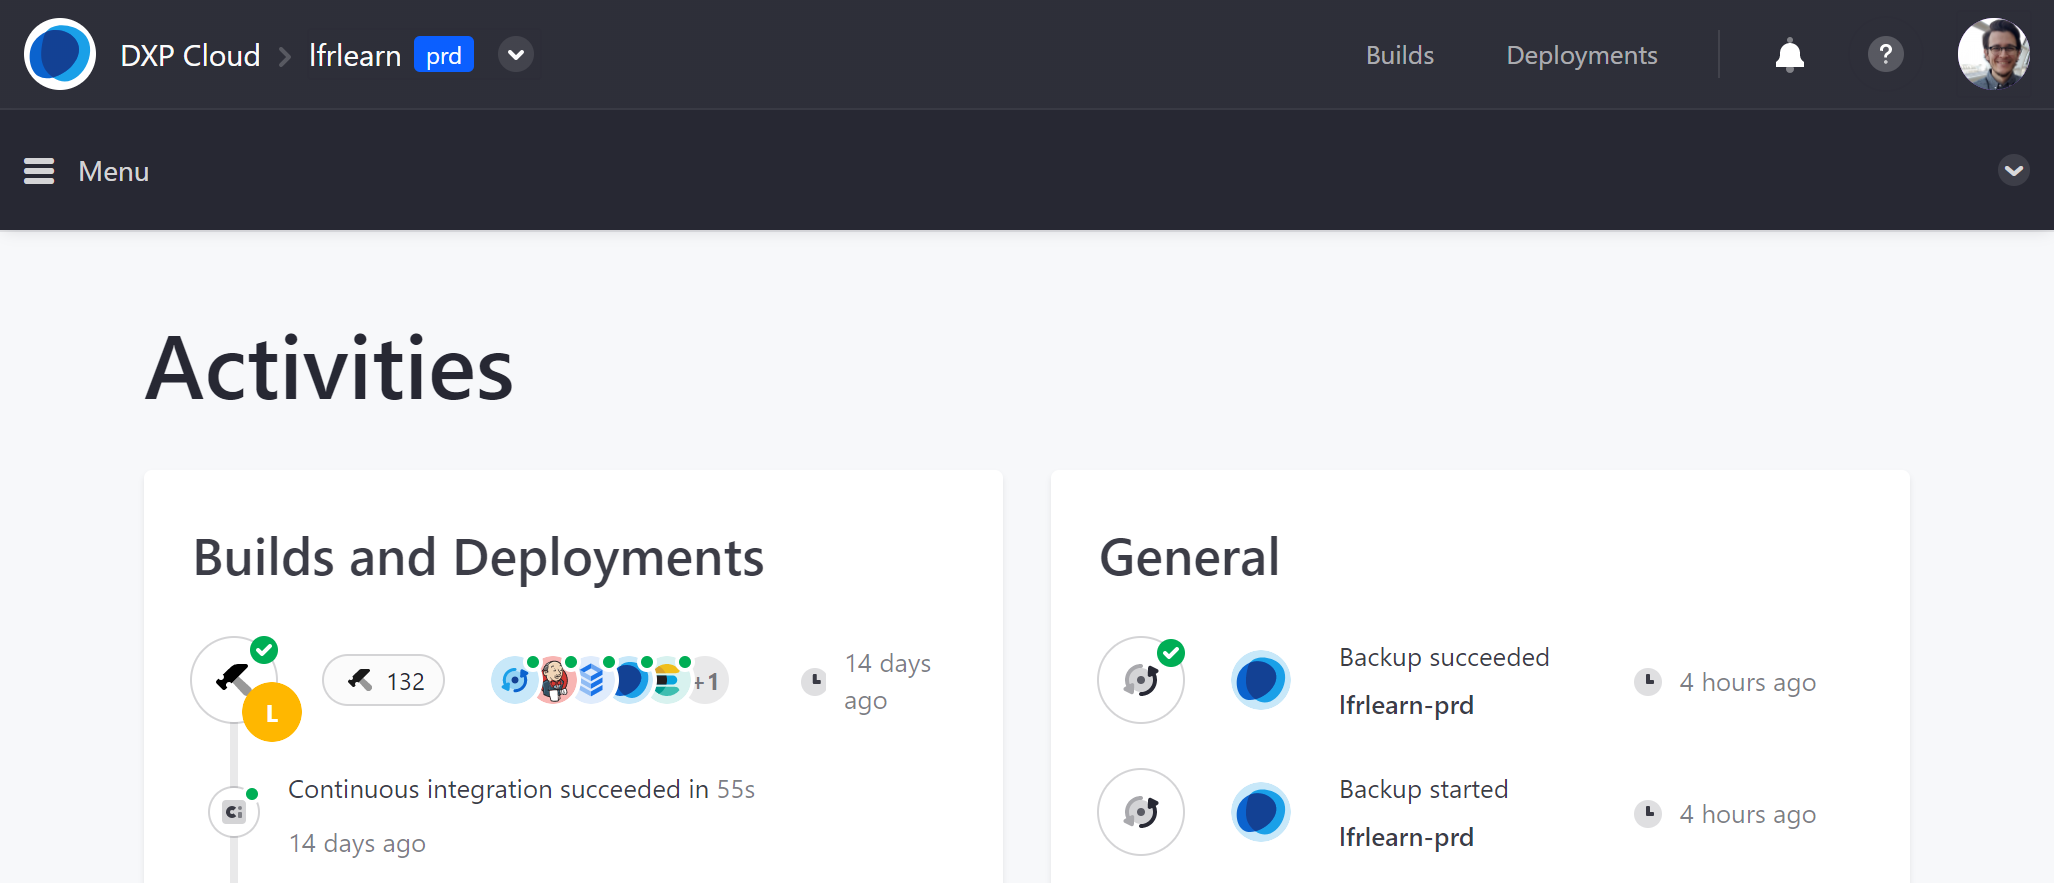 DXP Cloud lfrlearn prd Builds Deployments ?
Menu
Activities
Builds and Deployments
L
132
+1
14 days
ago
Continuous integration succeeded in 55s
Ci
14 days ago
General
Backup succeeded
lfrlearn-prd
4 hours ago
Backup started
lfrlearn-prd
4 hours ago